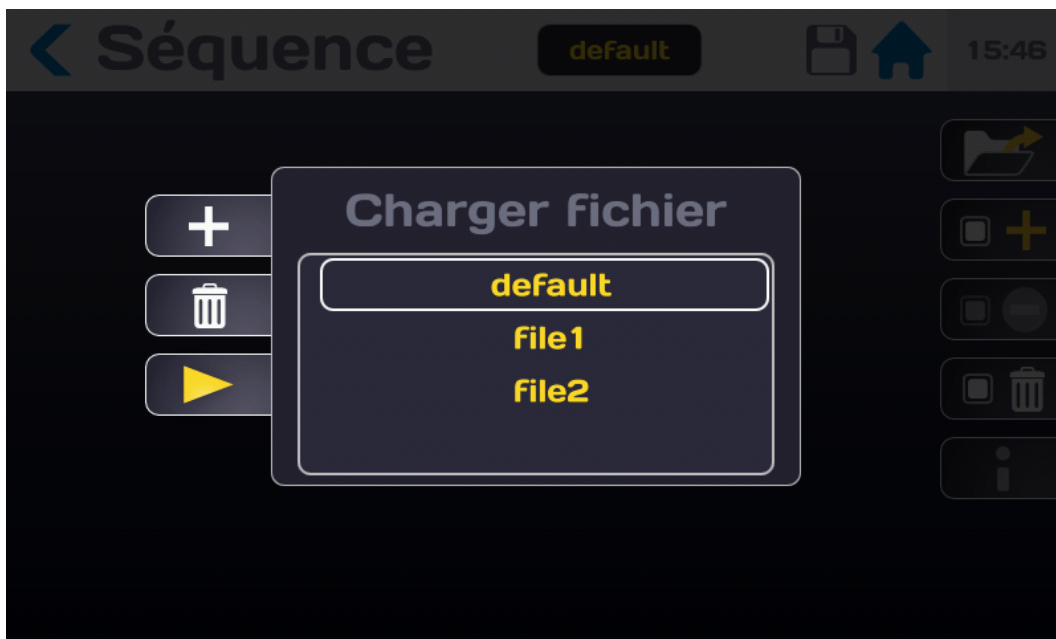 Séquence
default
15:46
Charger fichier
default
file1
file2